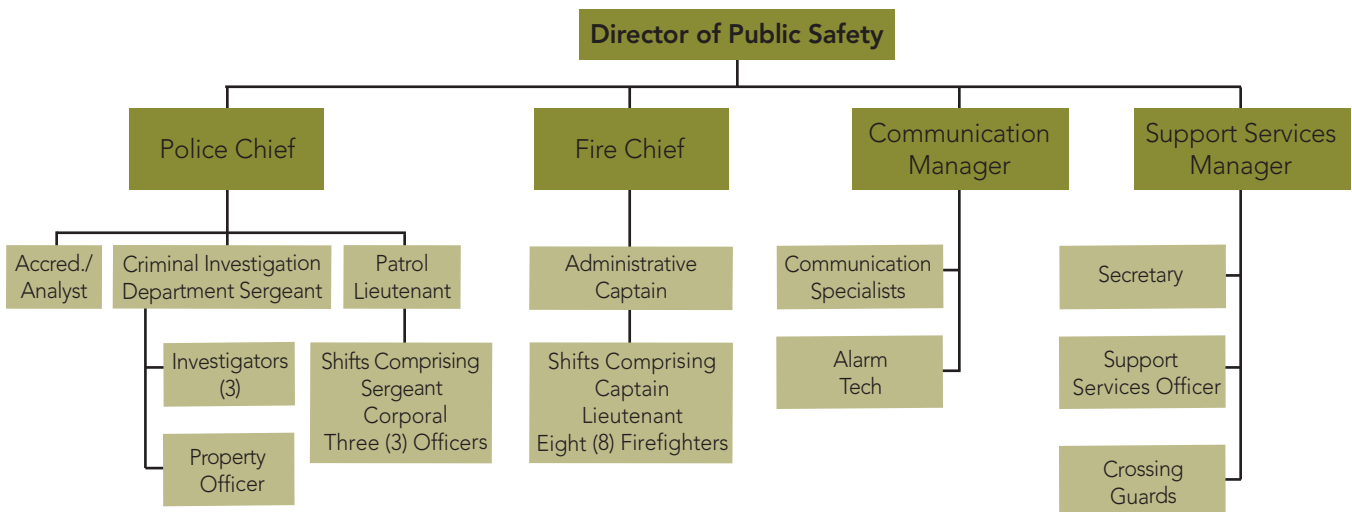 Director of Public Safety
Police Chief
Fire Chief
Communication
Manager
Support Services
Manager
Accred./
Analyst
Criminal Investigation
Department Sergeant
Patrol
Lieutenant
Administrative
Captain
Communication
Specialists
Secretary
Investigators
(3)
Shifts Comprising
Sergeant
Corporal
Three (3) Officers
Shifts Comprising
Captain
Lieutenant
Eight (8) Firefighters
Alarm
Tech
Support
Services Officer
Property
Officer
Crossing
Guards